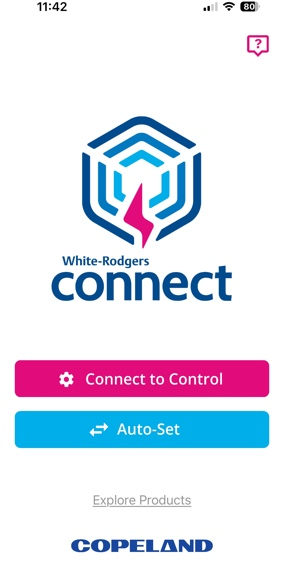 11:42
80
?
White-Rodgers
connect
Connect to Control
Auto-Set
Explore Products
COPELAND